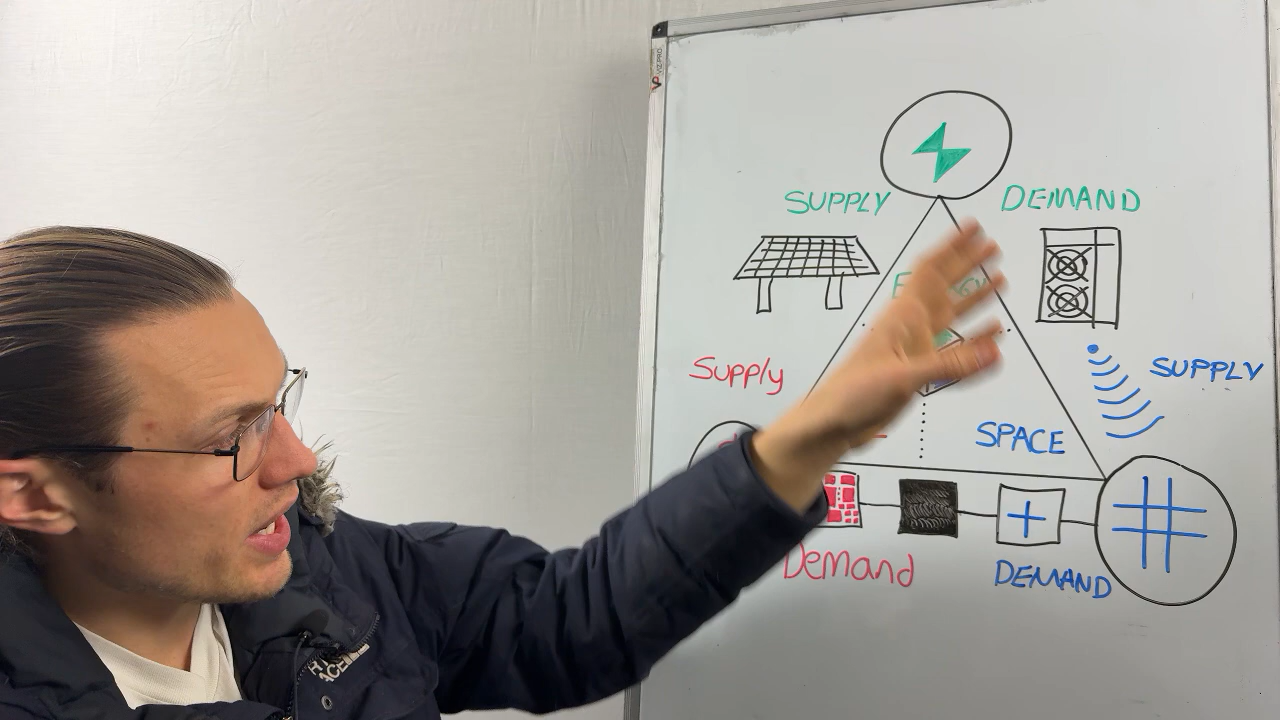 SUPPLY
DEMAND
Supply
SUPPLY
SPACE
Demand
DEMAND